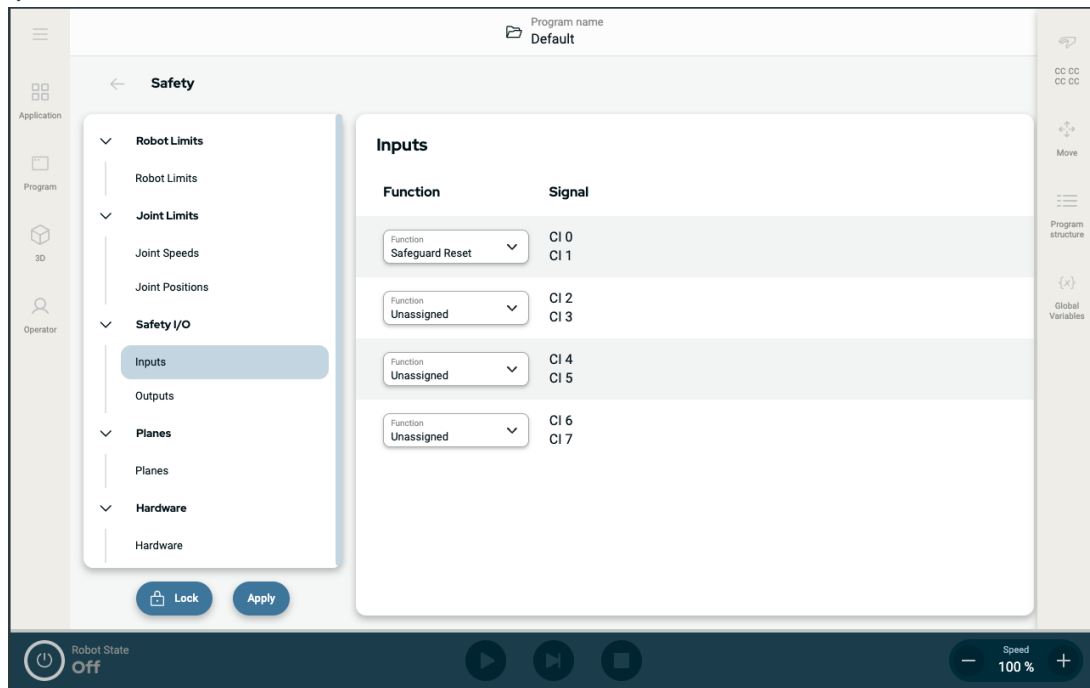 Program name
Default
Safety
Application
Program
3D
Operator
Robot Limits
Robot Limits
Joint Limits
Joint Speeds
Joint Positions
Safety I/O
Inputs
Outputs
Planes
Planes
Hardware
Hardware
Lock
Apply
Inputs
Function
Signal
Function
Safeguard Reset
CI 0
CI 1
Function
Unassigned
CI 2
CI 3
Function
Unassigned
CI 4
CI 5
Function
Unassigned
CI 6
CI 7
CC CC
CC CC
Move
Program
structure
{x}
Global
Variables
Robot State
Off
Speed
100 %